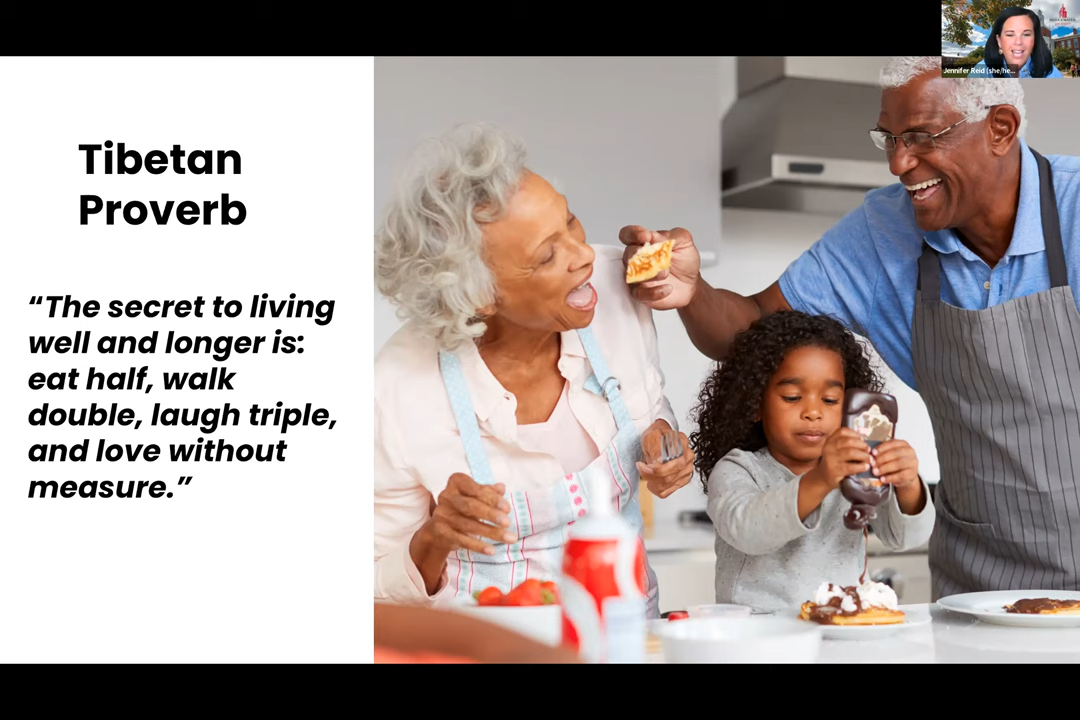 Tibetan
Proverb
“The secret to living
well and longer is:
eat half, walk
double, laugh triple,
and love without
measure.”
Jennifer Reid (she/he...